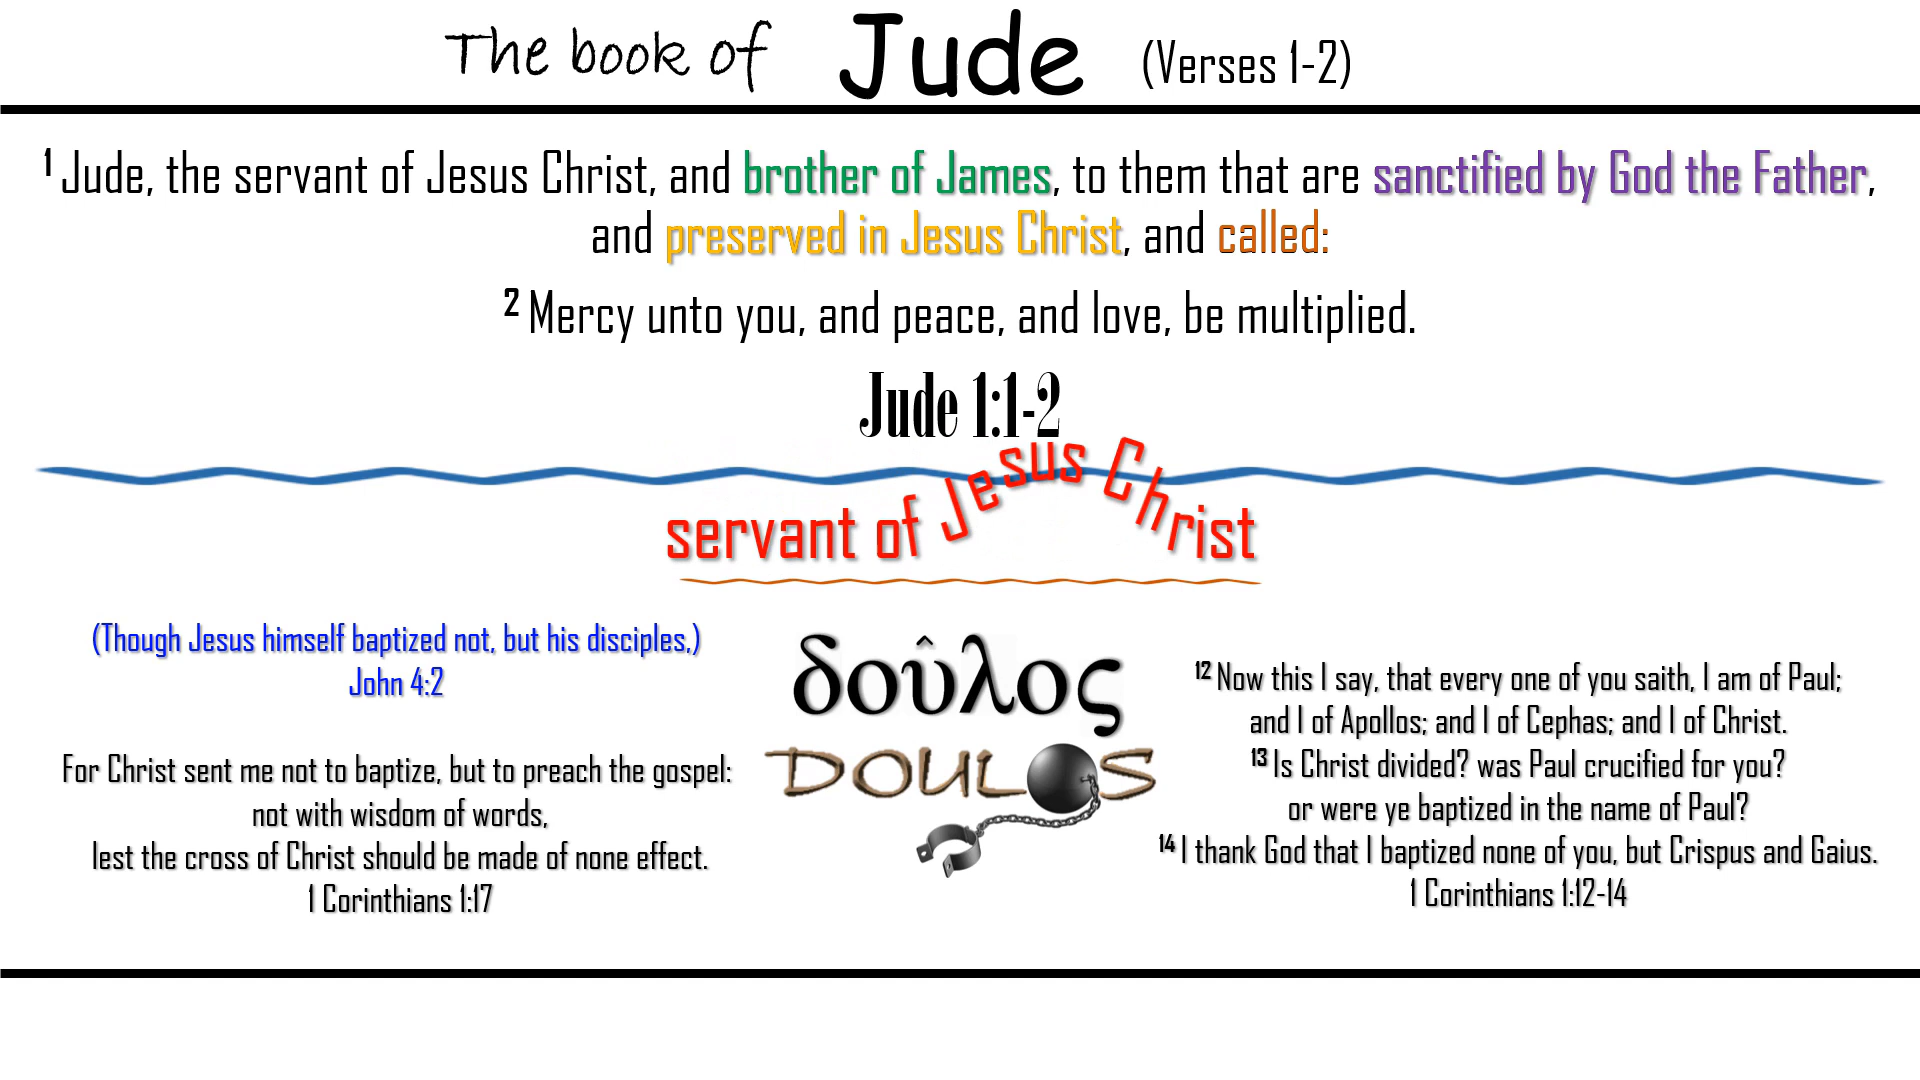 The book of Jude (Verses 1-2)
1 Jude, the servant of Jesus Christ, and brother of James, to them that are sanctified by God the Father,
and preserved in Jesus Christ, and called:
2 Mercy unto you, and peace, and love, be multiplied.
Jude 1:1-2
servant of Jesus Christ
(Though Jesus himself baptized not, but his disciples,)
John 4:2
For Christ sent me not to baptize, but to preach the gospel:
not with wisdom of words,
lest the cross of Christ should be made of none effect.
1 Corinthians 1:17
δοῦλος
DOULOS
12 Now this I say, that every one of you saith, I am of Paul;
and I of Apollos; and I of Cephas; and I of Christ.
13 Is Christ divided? was Paul crucified for you?
or were ye baptized in the name of Paul?
14 I thank God that I baptized none of you, but Crispus and Gaius.
1 Corinthians 1:12-14